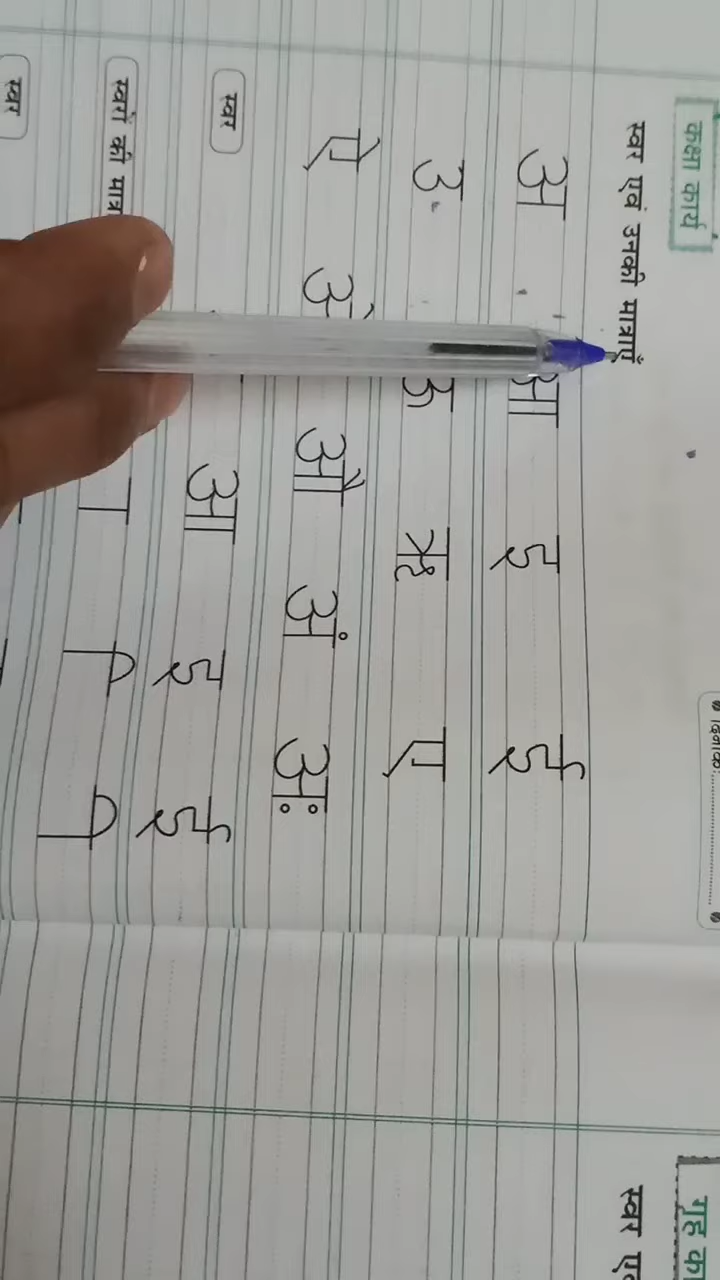 कक्षा कार्य दिनांक:
स्वर एवं उनकी मात्राएँ
अ आ इ ई
उ ऊ ऋ ए
ऐ ओ औ अं अः
स्वर आ इ ई
स्वरों की ा ि ी
स्वर
गृह
स्वर